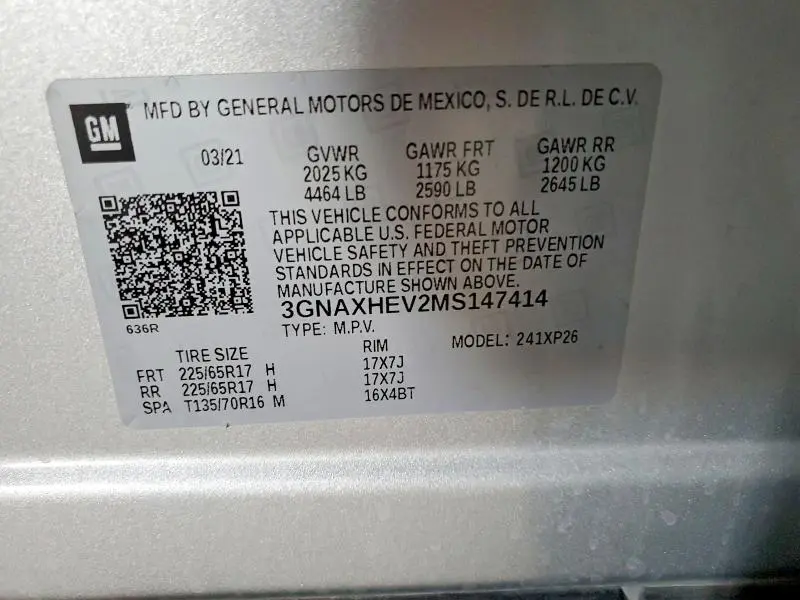 GM
MFD BY GENERAL MOTORS DE MEXICO, S. DE R.L. DE C.V.
03/21 GVWR GAWR FRT GAWR RR
2025 KG 1175 KG 1200 KG
4464 LB 2590 LB 2645 LB
THIS VEHICLE CONFORMS TO ALL
APPLICABLE U.S. FEDERAL MOTOR
VEHICLE SAFETY AND THEFT PREVENTION
STANDARDS IN EFFECT ON THE DATE OF
MANUFACTURE SHOWN ABOVE.
3GNAXHEV2MS147414
636R
TYPE: M.P.V. MODEL: 241XP26
TIRE SIZE RIM
FRT 225/65R17 H 17X7J
RR 225/65R17 H 17X7J
SPA T135/70R16 M 16X4BT